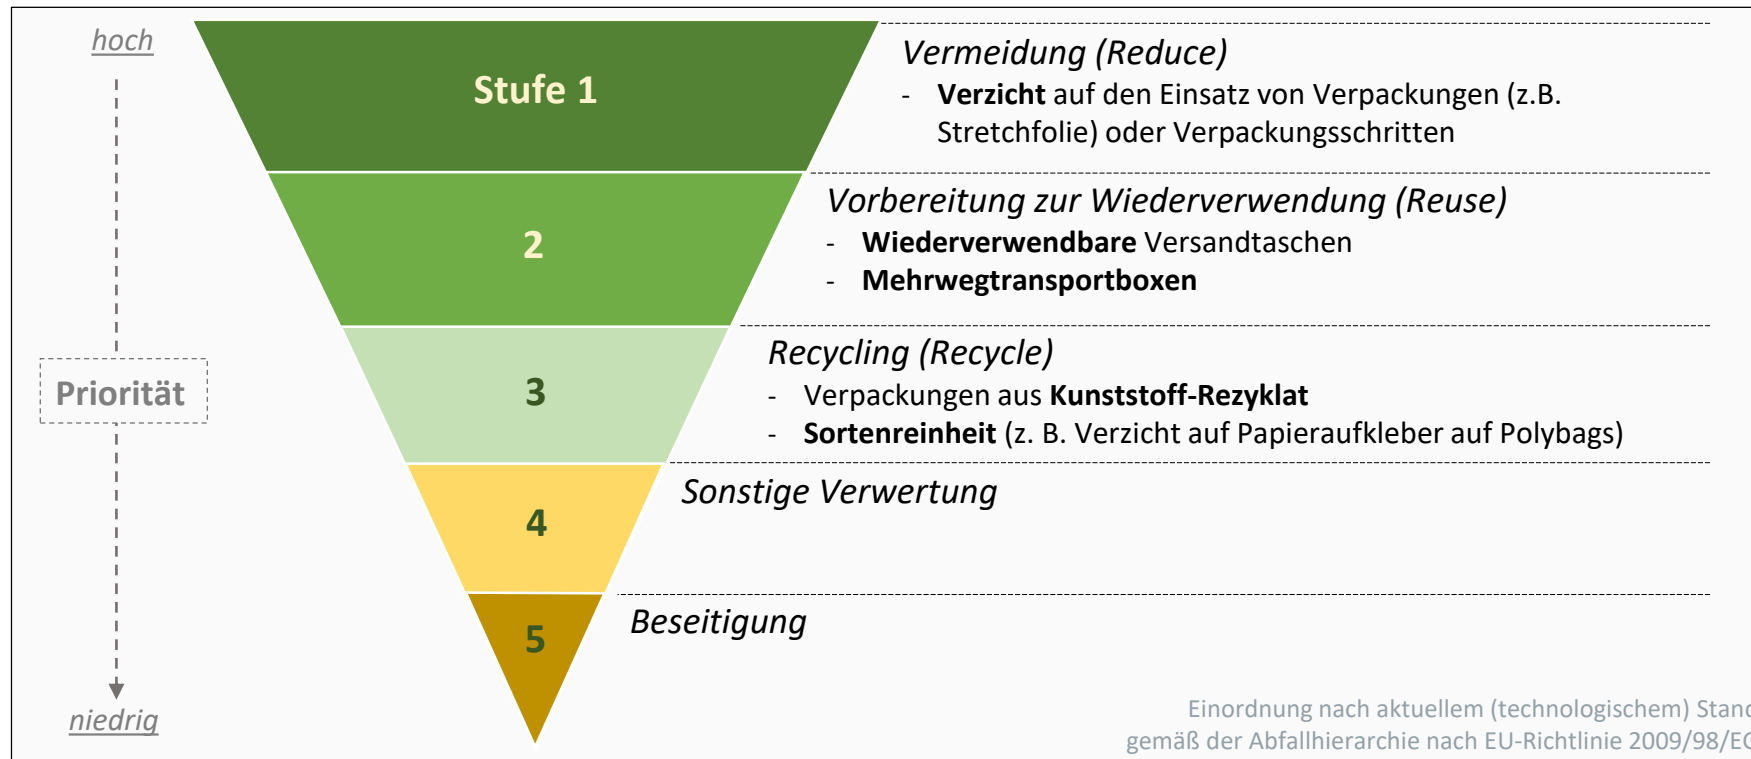 hoch
Priorität
niedrig
Stufe 1
Vermeidung (Reduce)
- Verzicht auf den Einsatz von Verpackungen (z.B.
Stretchfolie) oder Verpackungsschritten
2
Vorbereitung zur Wiederverwendung (Reuse)
- Wiederverwendbare Versandtaschen
- Mehrwegtransportboxen
3
Recycling (Recycle)
- Verpackungen aus Kunststoff-Rezyklat
- Sortenreinheit (z. B. Verzicht auf Papieraufkleber auf Polybags)
4
Sonstige Verwertung
5
Beseitigung
Einordnung nach aktuellem (technologischem) Stand
gemäß der Abfallhierarchie nach EU-Richtlinie 2009/98/EG